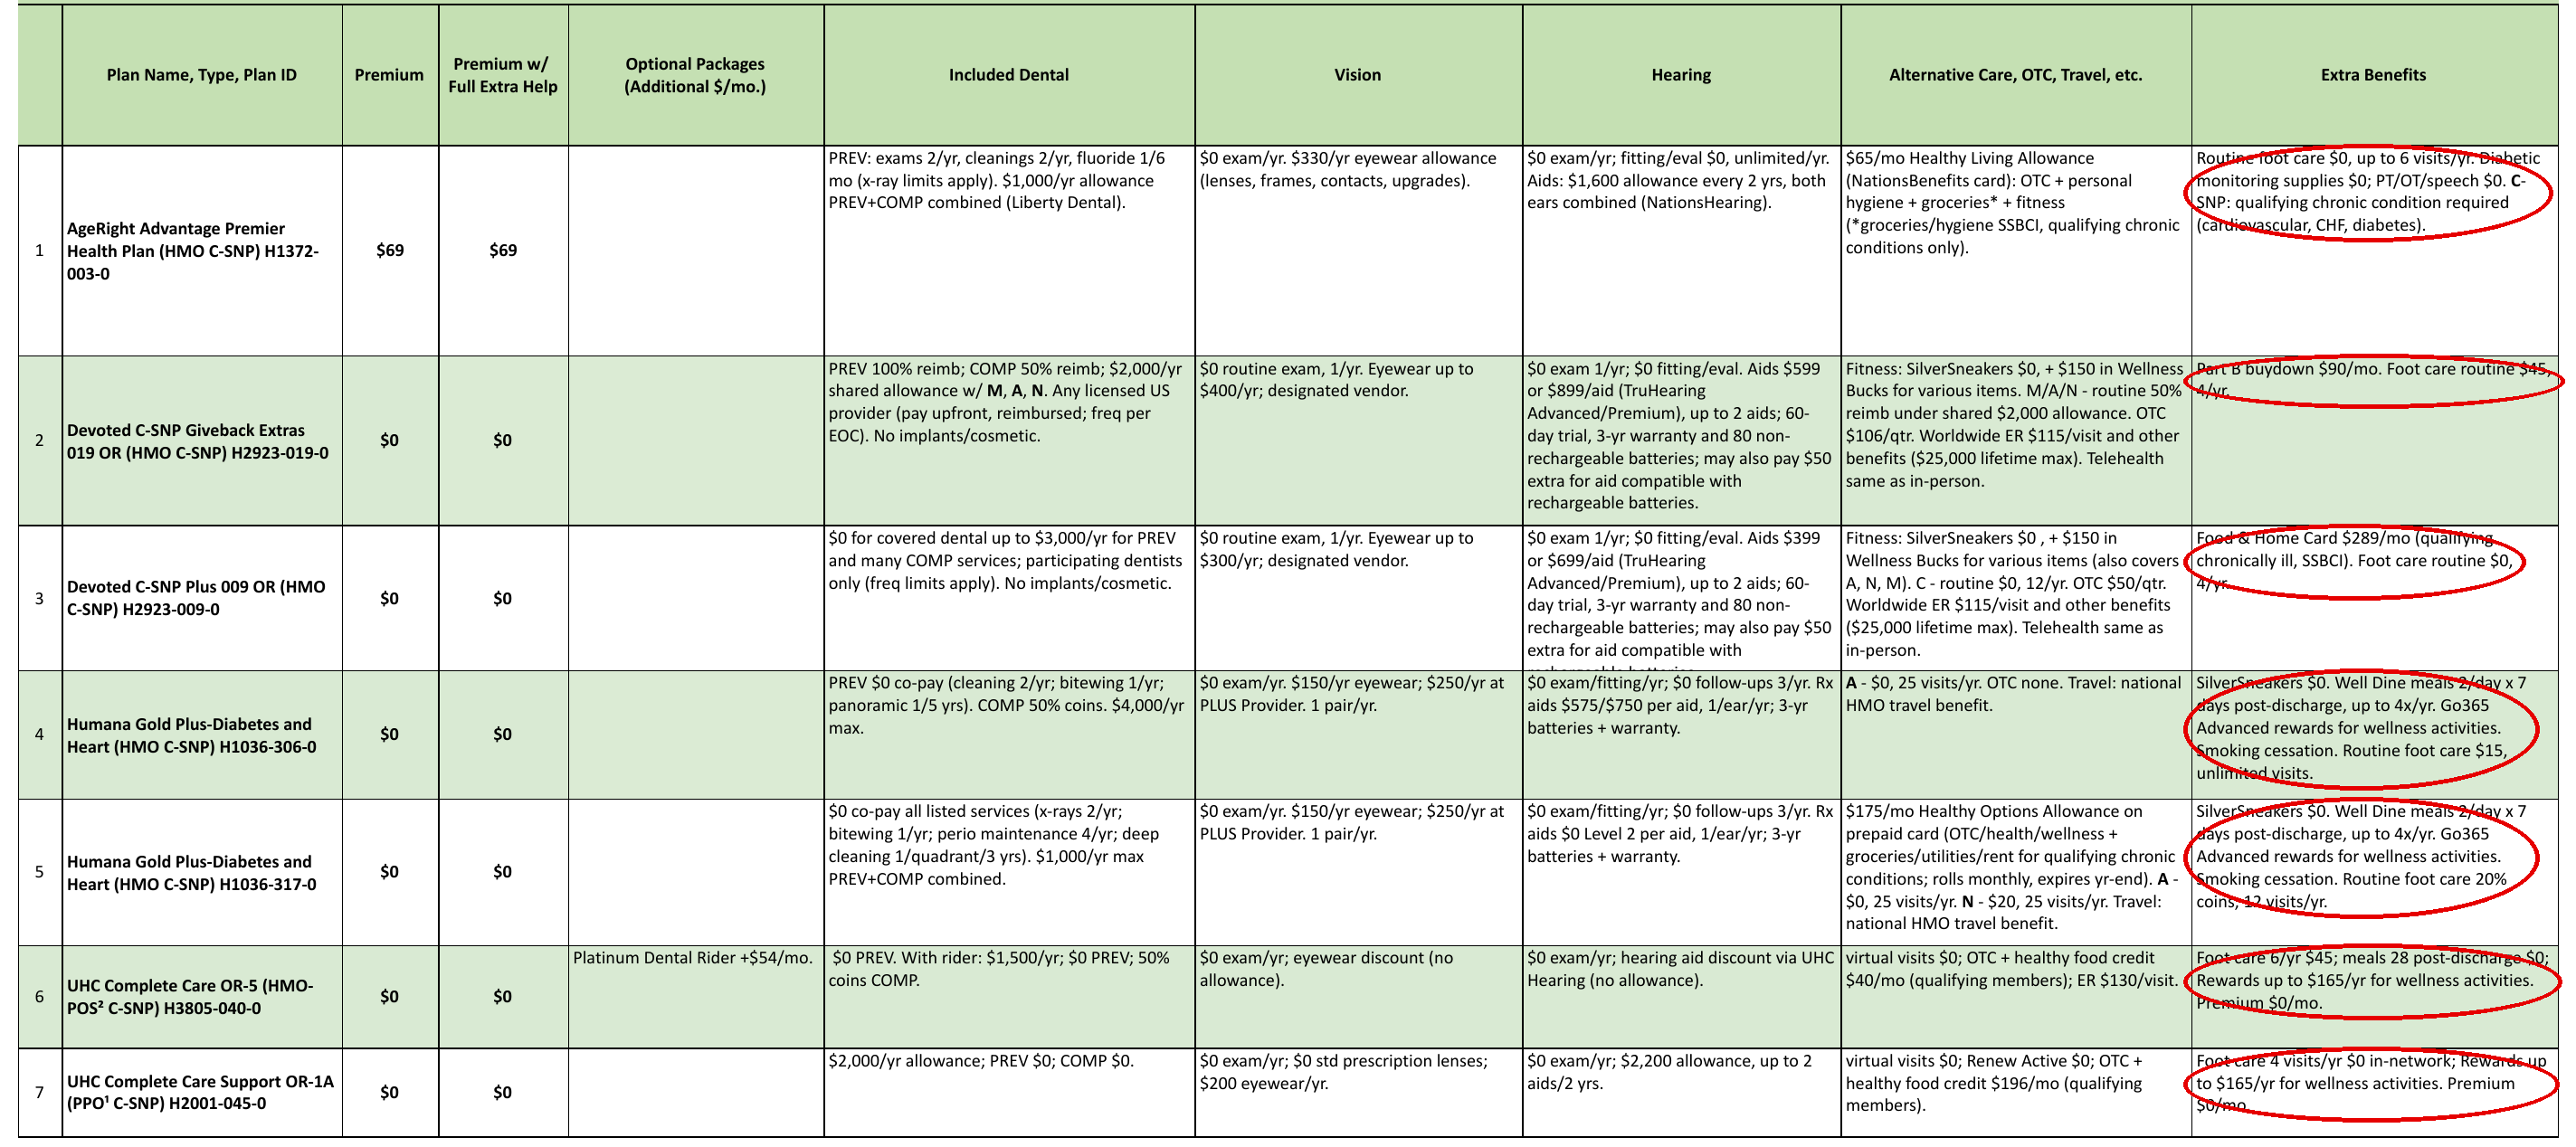 Plan Name, Type, Plan ID
Premium
Premium w/
Full Extra Help
Optional Packages
(Additional $/mo.)
Included Dental
Vision
Hearing
Alternative Care, OTC, Travel, etc.
Extra Benefits
1
AgeRight Advantage Premier
Health Plan (HMO C-SNP) H1372-
003-0
$69
$69
PREV: exams 2/yr, cleanings 2/yr, fluoride 1/6
mo (x-ray limits apply). $1,000/yr allowance
PREV+COMP combined (Liberty Dental).
$0 exam/yr. $330/yr eyewear allowance
(lenses, frames, contacts, upgrades).
$0 exam/yr; fitting/eval $0, unlimited/yr.
Aids: $1,600 allowance every 2 yrs, both
ears combined (NationsHearing).
$65/mo Healthy Living Allowance
(NationsBenefits card): OTC + personal
hygiene + groceries* + fitness
(*groceries/hygiene SSBCI, qualifying chronic
conditions only).
Routine foot care $0, up to 6 visits/yr. Diabetic
monitoring supplies $0; PT/OT/speech $0. C-
SNP: qualifying chronic condition required
(cardiovascular, CHF, diabetes).
2
Devoted C-SNP Giveback Extras
019 OR (HMO C-SNP) H2923-019-0
$0
$0
PREV 100% reimb; COMP 50% reimb; $2,000/yr
shared allowance w/ M, A, N. Any licensed US
provider (pay upfront, reimbursed; freq per
EOC). No implants/cosmetic.
$0 routine exam, 1/yr. Eyewear up to
$400/yr; designated vendor.
$0 exam 1/yr; $0 fitting/eval. Aids $599
or $899/aid (TruHearing
Advanced/Premium), up to 2 aids; 60-
day trial, 3-yr warranty and 80 non-
rechargeable batteries; may also pay $50
extra for aid compatible with
rechargeable batteries.
Fitness: SilverSneakers $0, + $150 in Wellness
Bucks for various items. M/A/N - routine 50%
reimb under shared $2,000 allowance. OTC
$106/qtr. Worldwide ER $115/visit and other
benefits ($25,000 lifetime max). Telehealth
same as in-person.
Part B buydown $90/mo. Foot care routine $45,
4/yr.
3
Devoted C-SNP Plus 009 OR (HMO
C-SNP) H2923-009-0
$0
$0
$0 for covered dental up to $3,000/yr for PREV
and many COMP services; participating dentists
only (freq limits apply). No implants/cosmetic.
$0 routine exam, 1/yr. Eyewear up to
$300/yr; designated vendor.
$0 exam 1/yr; $0 fitting/eval. Aids $399
or $699/aid (TruHearing
Advanced/Premium), up to 2 aids; 60-
day trial, 3-yr warranty and 80 non-
rechargeable batteries; may also pay $50
extra for aid compatible with
Fitness: SilverSneakers $0 , + $150 in
Wellness Bucks for various items (also covers
A, N, M). C - routine $0, 12/yr. OTC $50/qtr.
Worldwide ER $115/visit and other benefits
($25,000 lifetime max). Telehealth same as
in-person.
Food & Home Card $289/mo (qualifying
chronically ill, SSBCI). Foot care routine $0,
4/yr.
4
Humana Gold Plus-Diabetes and
Heart (HMO C-SNP) H1036-306-0
$0
$0
PREV $0 co-pay (cleaning 2/yr; bitewing 1/yr;
panoramic 1/5 yrs). COMP 50% coins. $4,000/yr
max.
$0 exam/yr. $150/yr eyewear; $250/yr at
PLUS Provider. 1 pair/yr.
$0 exam/fitting/yr; $0 follow-ups 3/yr. Rx
aids $575/$750 per aid, 1/ear/yr; 3-yr
batteries + warranty.
A - $0, 25 visits/yr. OTC none. Travel: national
HMO travel benefit.
SilverSneakers $0. Well Dine meals 2/day x 7
days post-discharge, up to 4x/yr. Go365
Advanced rewards for wellness activities.
Smoking cessation. Routine foot care $15,
unlimited visits.
5
Humana Gold Plus-Diabetes and
Heart (HMO C-SNP) H1036-317-0
$0
$0
$0 co-pay all listed services (x-rays 2/yr;
bitewing 1/yr; perio maintenance 4/yr; deep
cleaning 1/quadrant/3 yrs). $1,000/yr max
PREV+COMP combined.
$0 exam/yr. $150/yr eyewear; $250/yr at
PLUS Provider. 1 pair/yr.
$0 exam/fitting/yr; $0 follow-ups 3/yr. Rx
aids $0 Level 2 per aid, 1/ear/yr; 3-yr
batteries + warranty.
$175/mo Healthy Options Allowance on
prepaid card (OTC/health/wellness +
groceries/utilities/rent for qualifying chronic
conditions; rolls monthly, expires yr-end). A -
$0, 25 visits/yr. N - $20, 25 visits/yr. Travel:
national HMO travel benefit.
SilverSneakers $0. Well Dine meals 2/day x 7
days post-discharge, up to 4x/yr. Go365
Advanced rewards for wellness activities.
Smoking cessation. Routine foot care 20%
coins, 12 visits/yr.
6
UHC Complete Care OR-5 (HMO-
POS² C-SNP) H3805-040-0
$0
$0
Platinum Dental Rider +$54/mo.
$0 PREV. With rider: $1,500/yr; $0 PREV; 50%
coins COMP.
$0 exam/yr; eyewear discount (no
allowance).
$0 exam/yr; hearing aid discount via UHC
Hearing (no allowance).
virtual visits $0; OTC + healthy food credit
$40/mo (qualifying members); ER $130/visit.
Foot care 6/yr $45; meals 28 post-discharge $0;
Rewards up to $165/yr for wellness activities.
Premium $0/mo.
7
UHC Complete Care Support OR-1A
(PPO¹ C-SNP) H2001-045-0
$0
$0
$2,000/yr allowance; PREV $0; COMP $0.
$0 exam/yr; $0 std prescription lenses;
$200 eyewear/yr.
$0 exam/yr; $2,200 allowance, up to 2
aids/2 yrs.
virtual visits $0; Renew Active $0; OTC +
healthy food credit $196/mo (qualifying
members).
Foot care 4 visits/yr $0 in-network; Rewards up
to $165/yr for wellness activities. Premium
$0/mo.